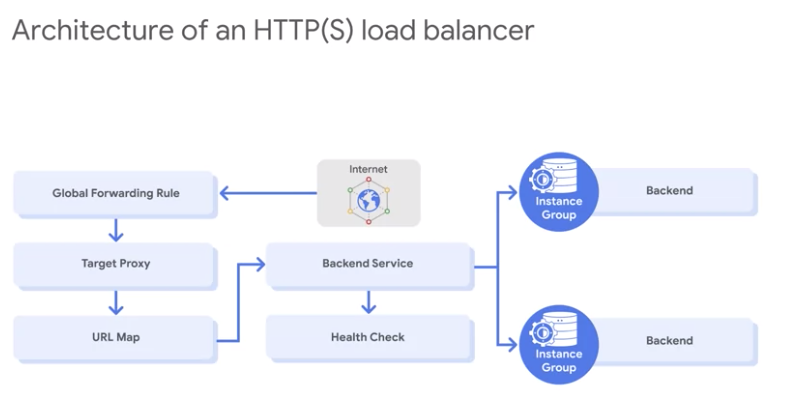 Architecture of an HTTP(S) load balancer
Internet
Global Forwarding Rule
Instance
Group
Backend
Target Proxy
Backend Service
URL Map
Health Check
Instance
Group
Backend